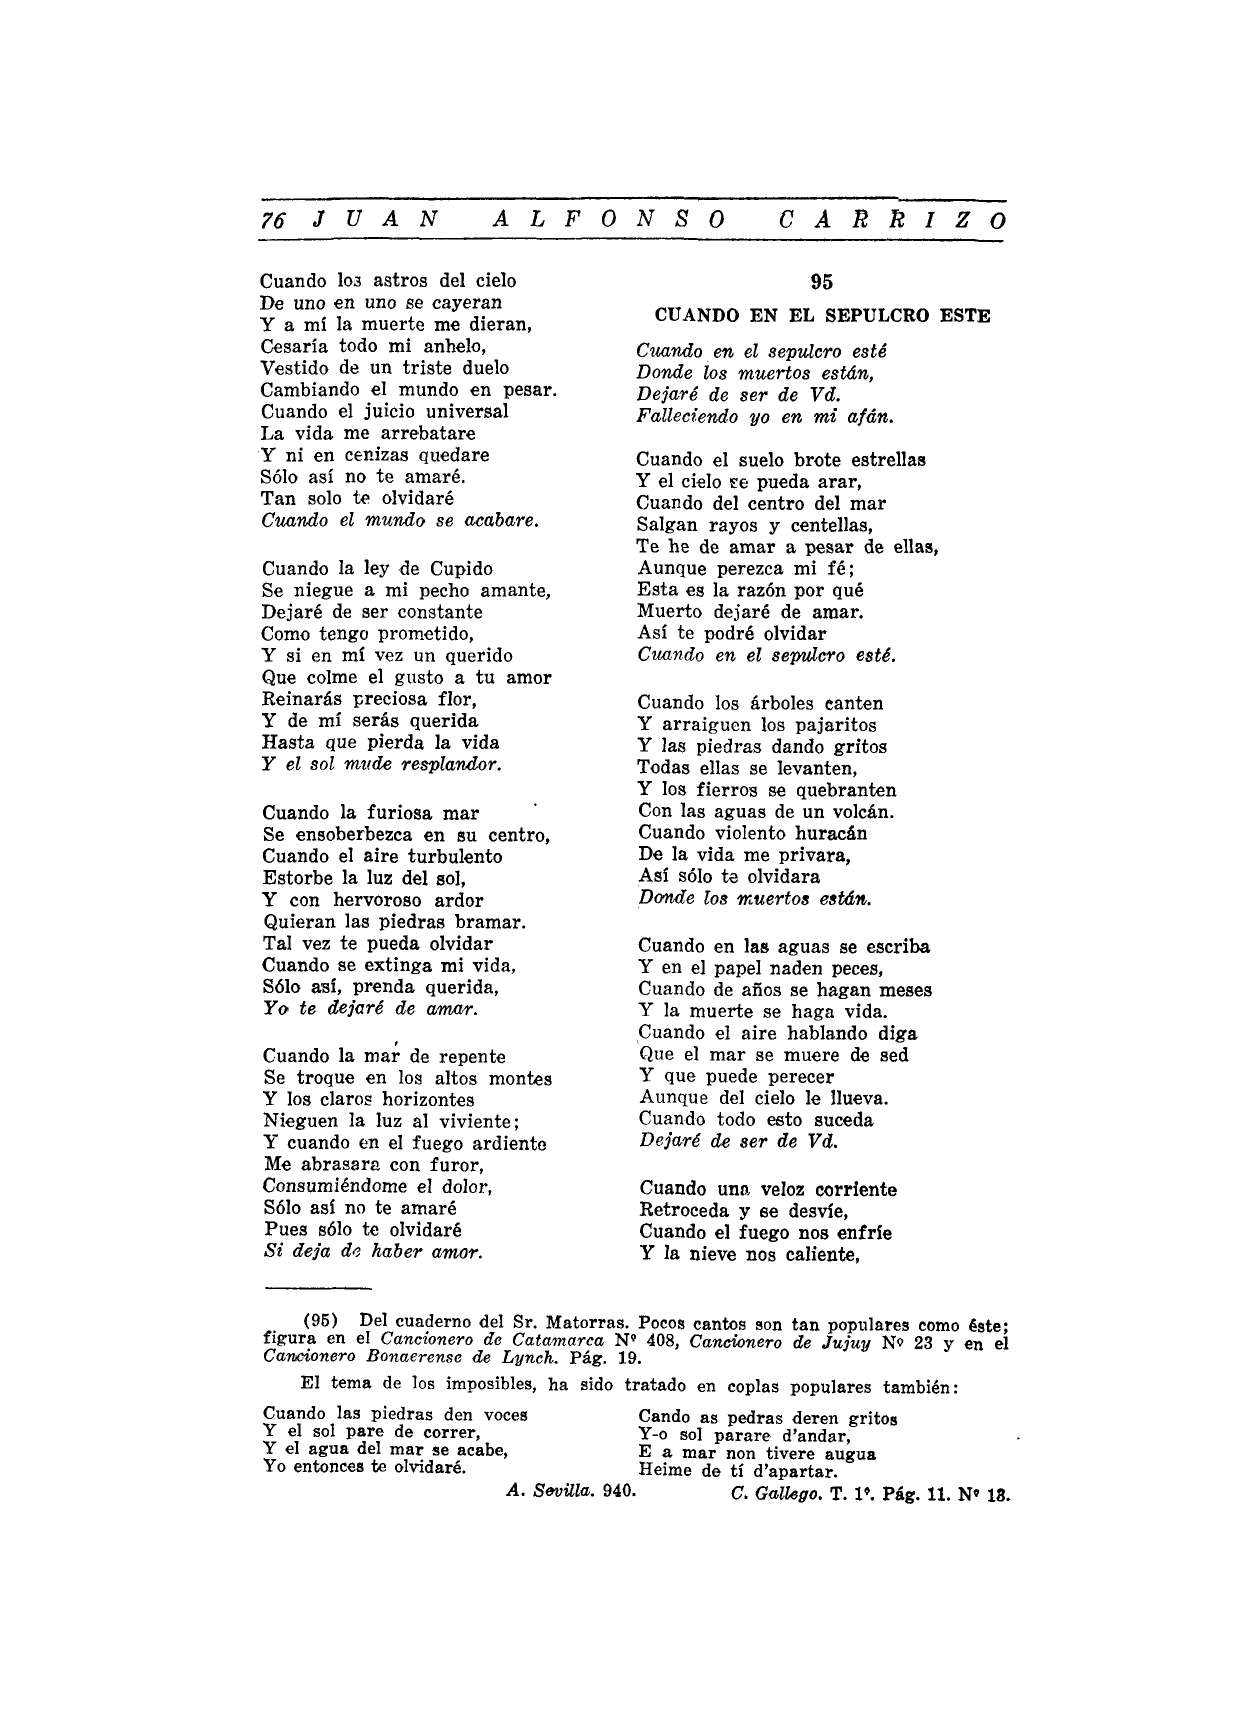 76 JUAN ALFONSO CARRIZO
Cuando los astros del cielo
De uno en uno se cayeran
Y a mí la muerte me dieran,
Cesaría todo mi anhelo,
Vestido de un triste duelo
Cambiando el mundo en pesar.
Cuando el juicio universal
La vida me arrebatare
Y ni en cenizas quedare
Sólo así no te amaré.
Tan solo te olvidaré
Cuando el mundo se acabare.
Cuando la ley de Cupido
Se niegue a mi pecho amante,
Dejaré de ser constante
Como tengo prometido,
Y si en mí vez un querido
Que colme el gusto a tu amor
Reinarás preciosa flor,
Y de mí serás querida
Hasta que pierda la vida
Y el sol mude resplandor.
Cuando la furiosa mar
Se ensoberbezca en su centro,
Cuando el aire turbulento
Estorbe la luz del sol,
Y con hervoroso ardor
Quieran las piedras bramar.
Tal vez te pueda olvidar
Cuando se extinga mi vida,
Sólo así, prenda querida,
Yo te dejaré de amar.
Cuando la mar de repente
Se troque en los altos montes
Y los claros horizontes
Nieguen la luz al viviente;
Y cuando en el fuego ardiente
Me abrasara con furor,
Consumiéndome el dolor,
Sólo así no te amaré
Pues sólo te olvidaré
Si deja de haber amor.
95
CUANDO EN EL SEPULCRO ESTE
Cuando en el sepulcro esté
Donde los muertos están,
Dejaré de ser de Vd.
Falleciendo yo en mi afán.
Cuando el suelo brote estrellas
Y el cielo se pueda arar,
Cuando del centro del mar
Salgan rayos y centellas,
Te he de amar a pesar de ellas,
Aunque perezca mi fé;
Esta es la razón por qué
Muerto dejaré de amar.
Así te podré olvidar
Cuando en el sepulcro esté.
Cuando los árboles canten
Y arraiguen los pajaritos
Y las piedras dando gritos
Todas ellas se levanten,
Y los fierros se quebranten
Con las aguas de un volcán.
Cuando violento huracán
De la vida me privara,
Así sólo te olvidara
Donde los muertos están.
Cuando en las aguas se escriba
Y en el papel naden peces,
Cuando de años se hagan meses
Y la muerte se haga vida.
Cuando el aire hablando diga
Que el mar se muere de sed
Y que puede perecer
Aunque del cielo le llueva.
Cuando todo esto suceda
Dejaré de ser de Vd.
Cuando una veloz corriente
Retroceda y se desvíe,
Cuando el fuego nos enfríe
Y la nieve nos caliente,
(95) Del cuaderno del Sr. Matorras. Pocos cantos son tan populares como éste;
figura en el Cancionero de Catamarca Nº 408, Cancionero de Jujuy Nº 23 y en el
Cancionero Bonaerense de Lynch. Pág. 19.
El tema de los imposibles, ha sido tratado en coplas populares también:
Cuando las piedras den voces
Y el sol pare de correr,
Y el agua del mar se acabe,
Yo entonces te olvidaré.
A. Sevilla. 940.
Cando as pedras deren gritos
Y-o sol parare d'andar,
E a mar non tivere augua
Heime de tí d'apartar.
C. Gallego. T. 1º. Pág. 11. Nº 13.